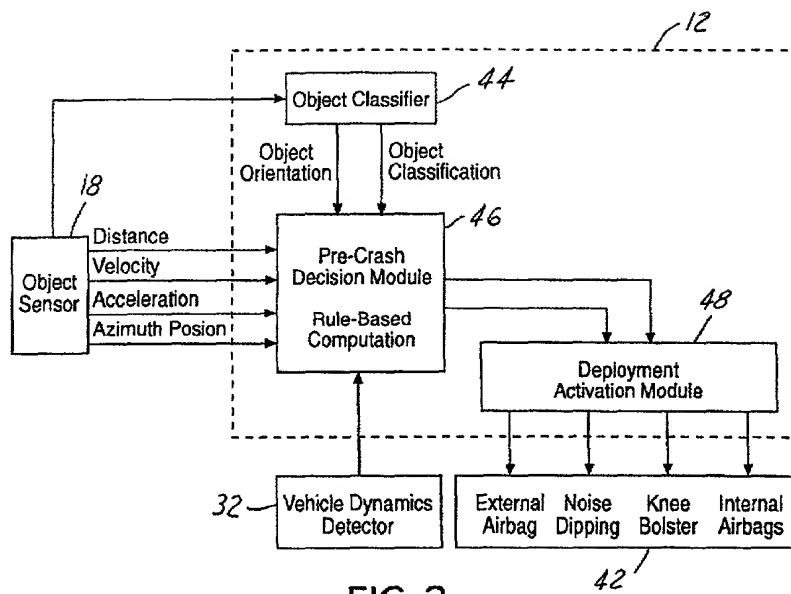 12
Object Classifier
44
Object
Orientation
Object
Classification
18
46
Object
Sensor
Distance
Velocity
Acceleration
Azimuth Posion
Pre-Crash
Decision Module
Rule-Based
Computation
48
Deployment
Activation Module
32
Vehicle Dynamics
Detector
External
Airbag
Noise
Dipping
Knee
Bolster
Internal
Airbags
42